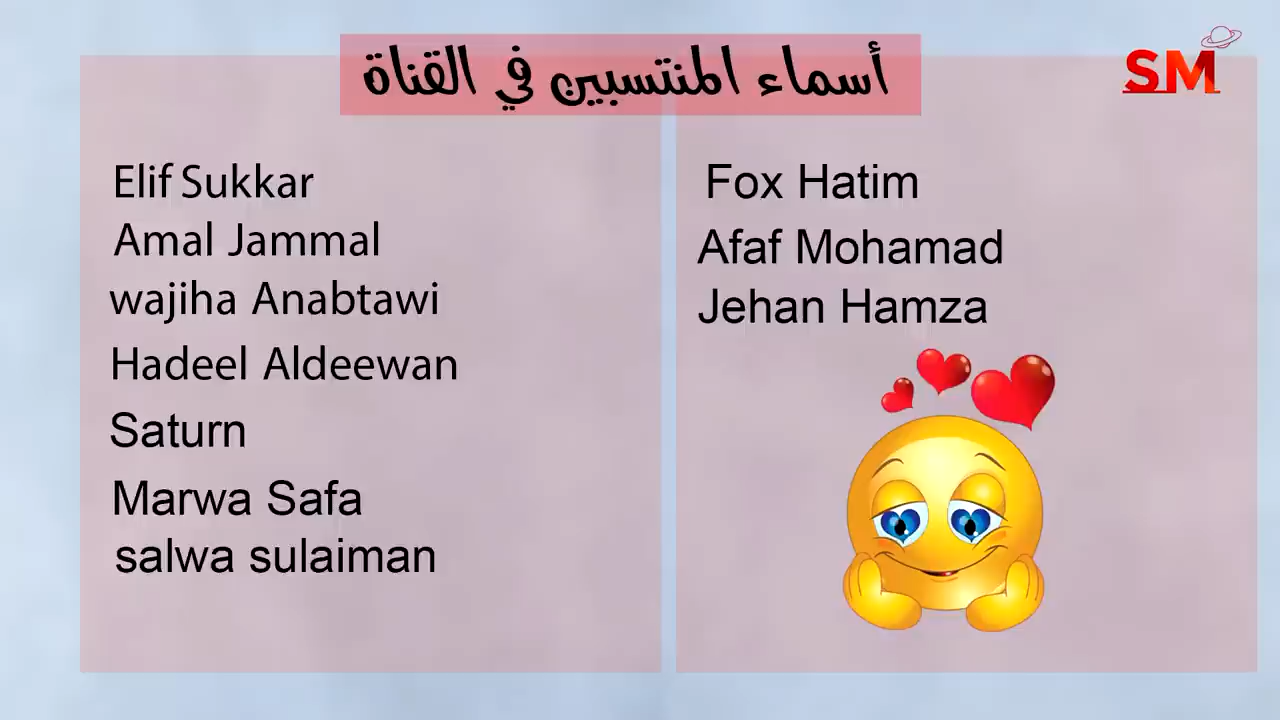 أسماء المنتسبين في القناة
SM
Elif Sukkar
Amal Jammal
wajiha Anabtawi
Hadeel Aldeewan
Saturn
Marwa Safa
salwa sulaiman
Fox Hatim
Afaf Mohamad
Jehan Hamza